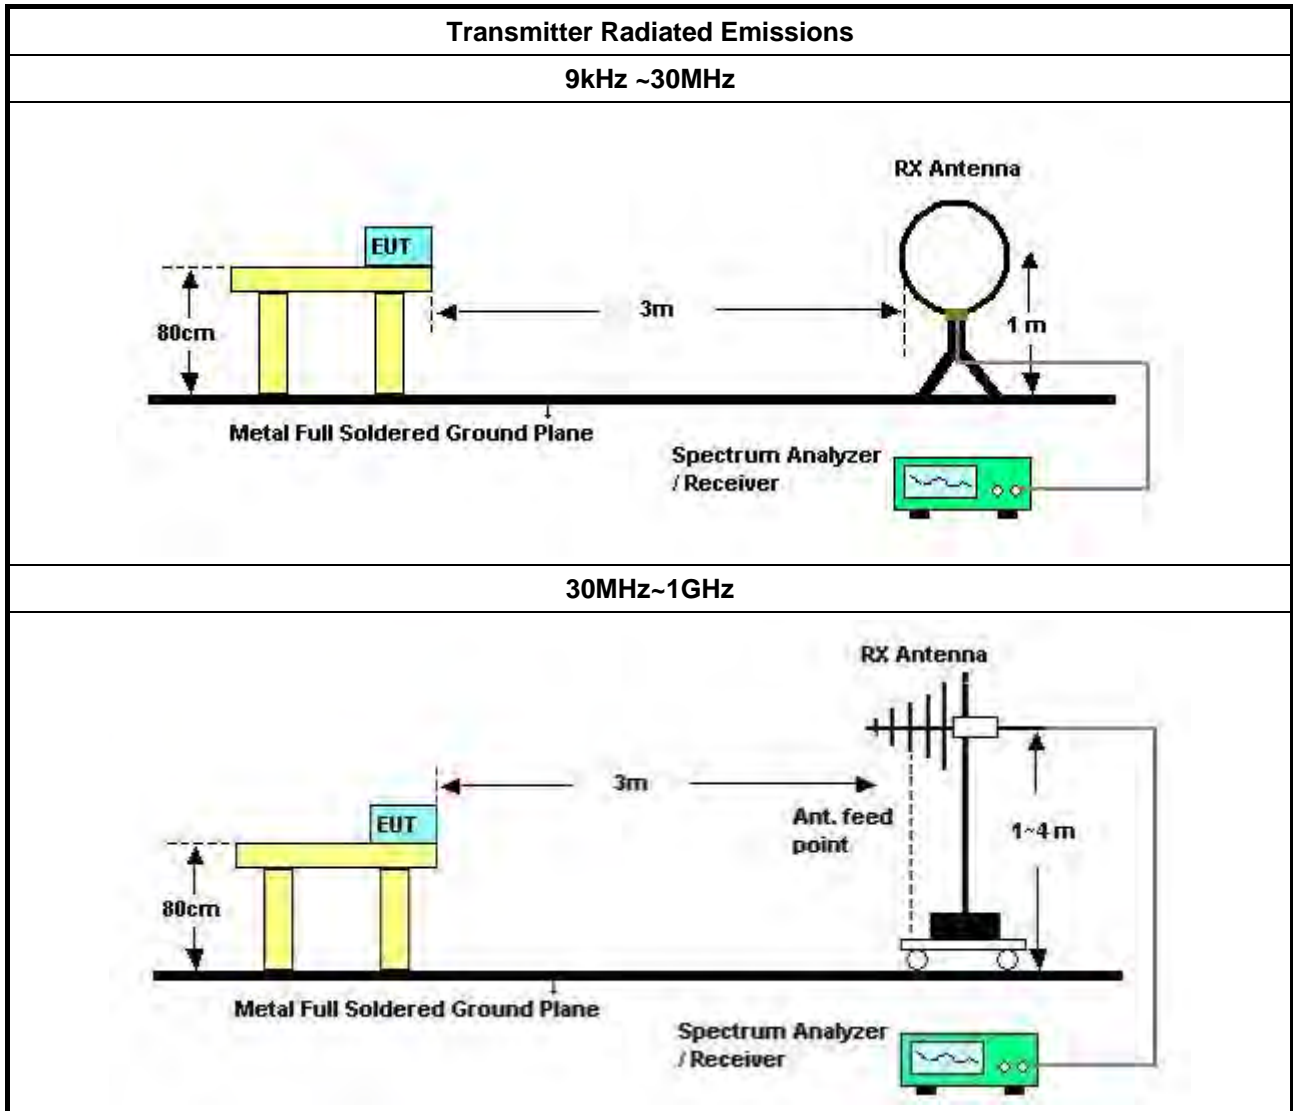 Transmitter Radiated Emissions
9kHz ~30MHz
RX Antenna
EUT
3m
80cm
1 m
Metal Full Soldered Ground Plane
Spectrum Analyzer
/ Receiver
30MHz~1GHz
RX Antenna
3m
EUT
Ant. feed
point
1~4 m
80cm
Metal Full Soldered Ground Plane
Spectrum Analyzer
/ Receiver